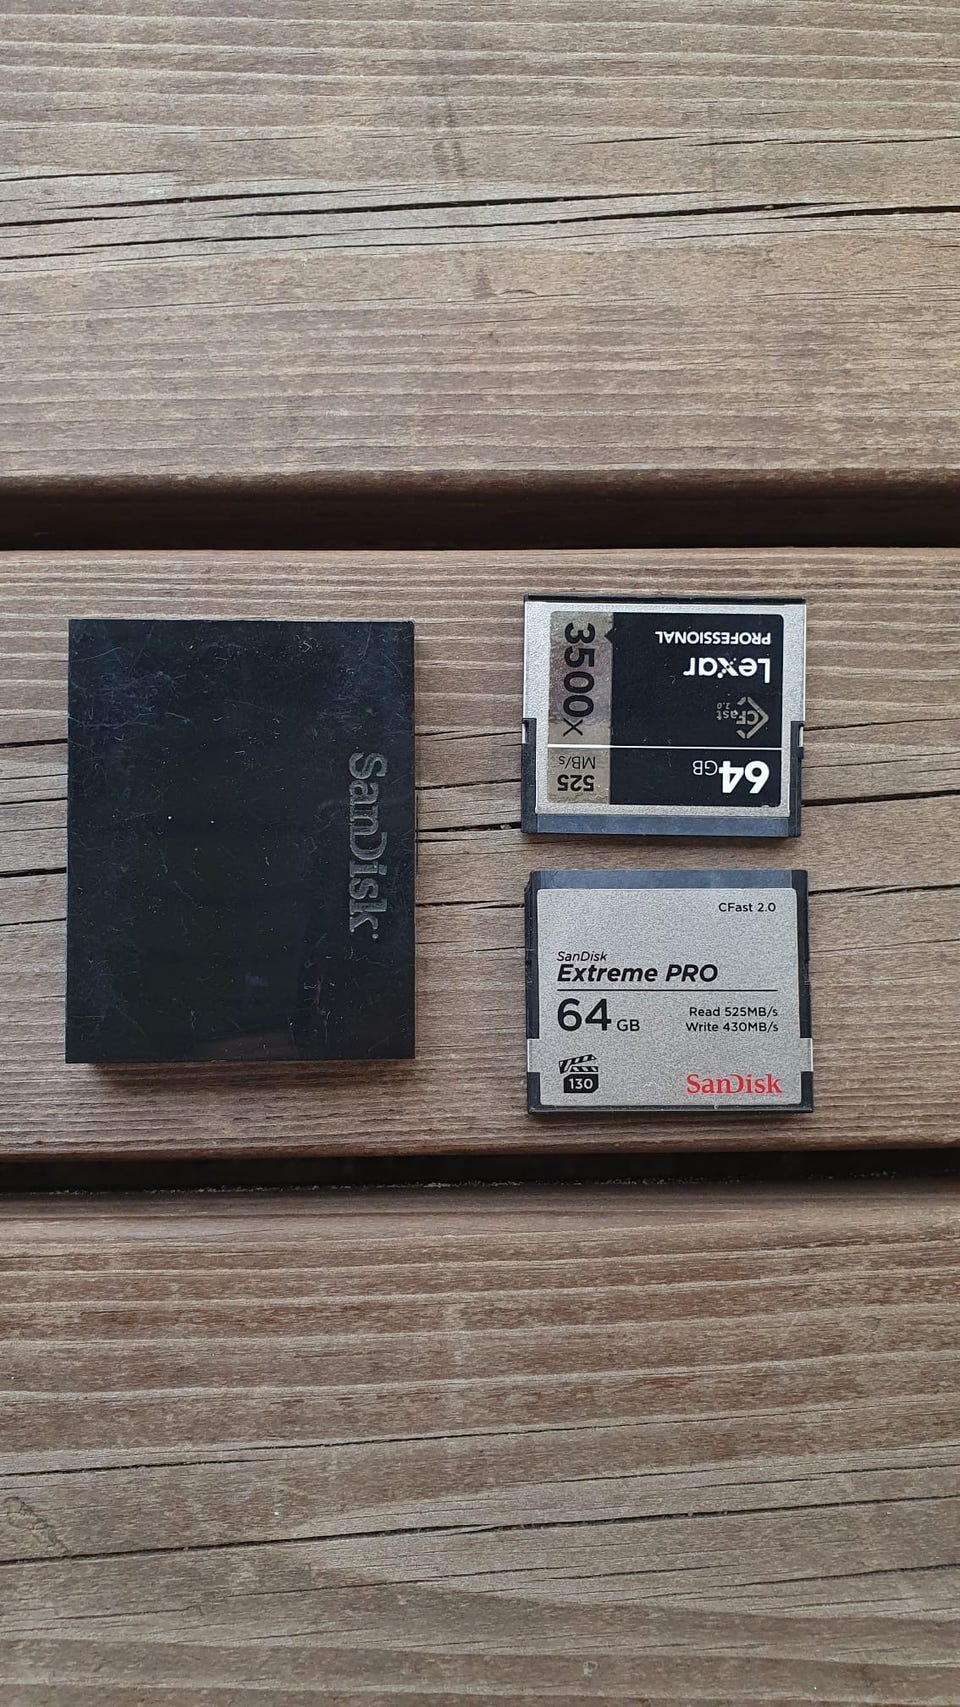 SanDisk
3500x
525
MB/s
Lexar
PROFESSIONAL
CFast
2.0
64GB
CFast 2.0
SanDisk
Extreme PRO
64 GB
Read 525MB/s
Write 430MB/s
130
SanDisk